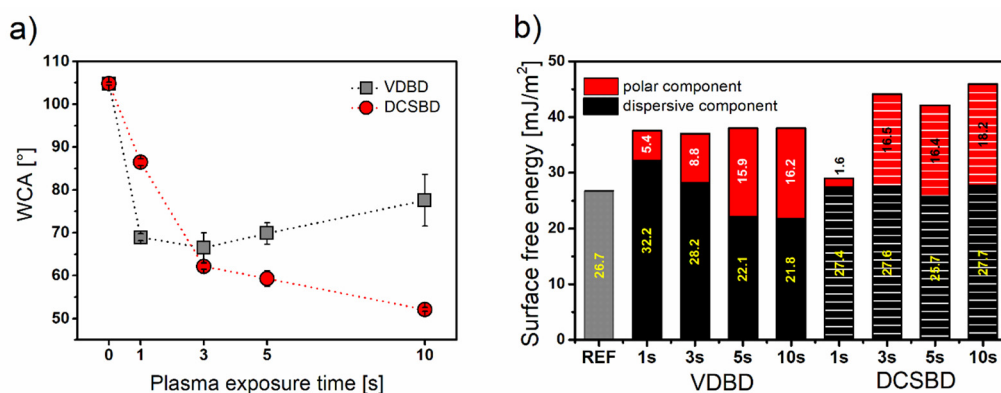 a)
110
100
90
80
70
60
50
WCA [°]
VDBD
DCSBD
0 1 3 5 10
Plasma exposure time [s]
b)
50
40
30
20
10
0
Surface free energy [mJ/m²]
polar component
dispersive component
26.7
5.4
32.2
8.8
28.2
15.9
22.1
16.2
21.8
1.6
27.4
16.5
27.6
16.4
25.7
18.2
27.7
REF 1s 3s 5s 10s 1s 3s 5s 10s
VDBD DCSBD